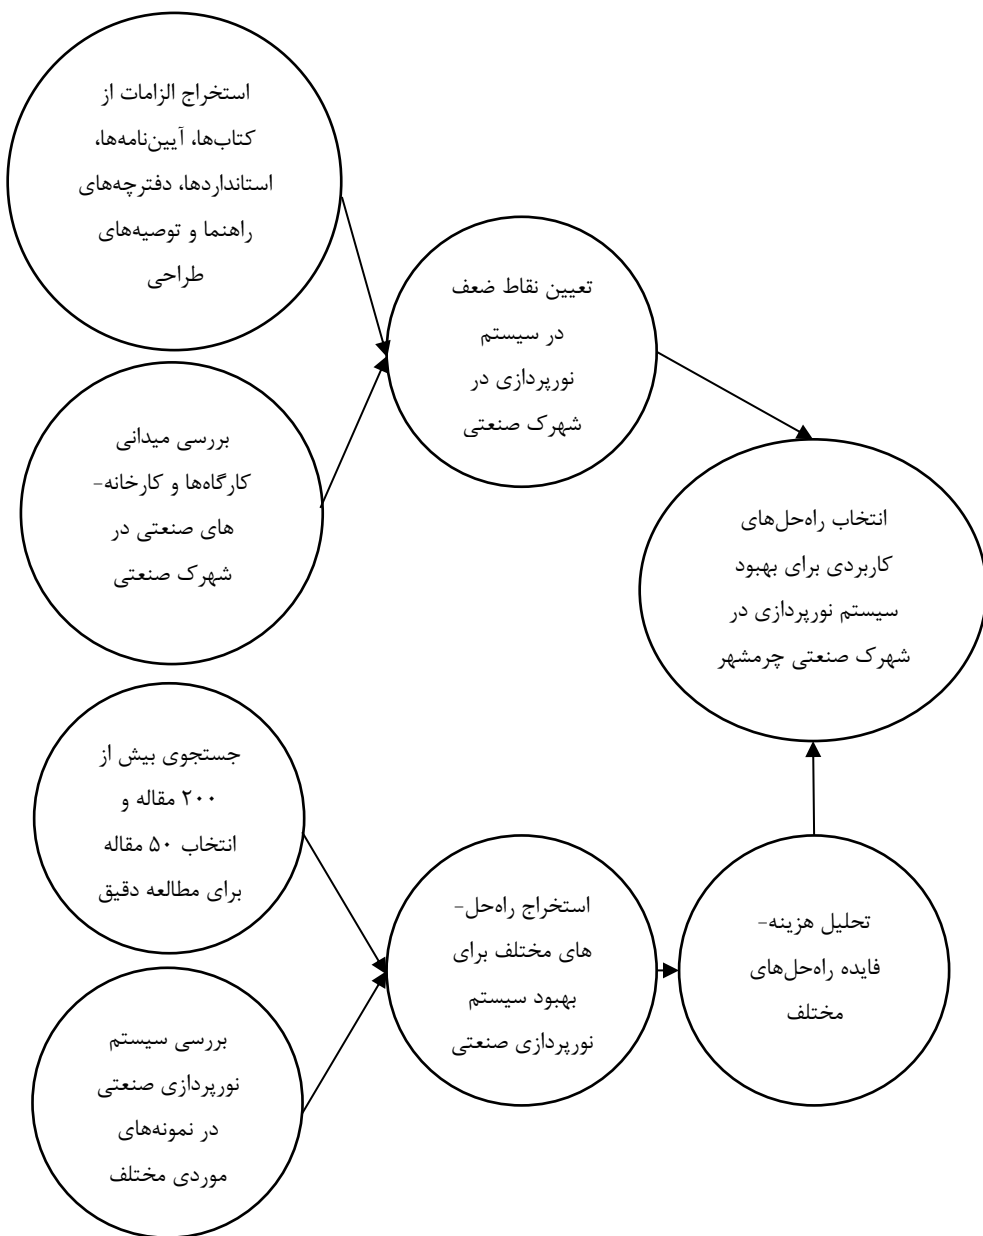 استخراج الزامات از
کتاب‌ها، آیین‌نامه‌ها،
استانداردها، دفترچه‌های
راهنما و توصیه‌های
طراحی
تعیین نقاط ضعف
در سیستم
نورپردازی در
شهرک صنعتی
بررسی میدانی
کارگاه‌ها و کارخانه-
های صنعتی در
شهرک صنعتی
انتخاب راه‌حل‌های
کاربردی برای بهبود
سیستم نورپردازی در
شهرک صنعتی چرمشهر
جستجوی بیش از
۲۰۰ مقاله و
انتخاب ۵۰ مقاله
برای مطالعه دقیق
استخراج راه‌حل-
های مختلف برای
بهبود سیستم
نورپردازی صنعتی
تحلیل هزینه-
فایده راه‌حل‌های
مختلف
بررسی سیستم
نورپردازی صنعتی
در نمونه‌های
موردی مختلف